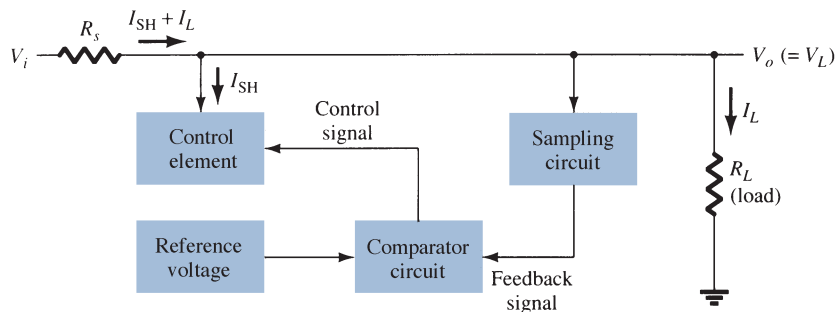 R_s
I_SH + I_L
V_i
V_o (= V_L)
I_SH
I_L
Control
signal
Control
element
Sampling
circuit
R_L
(load)
Reference
voltage
Comparator
circuit
Feedback
signal